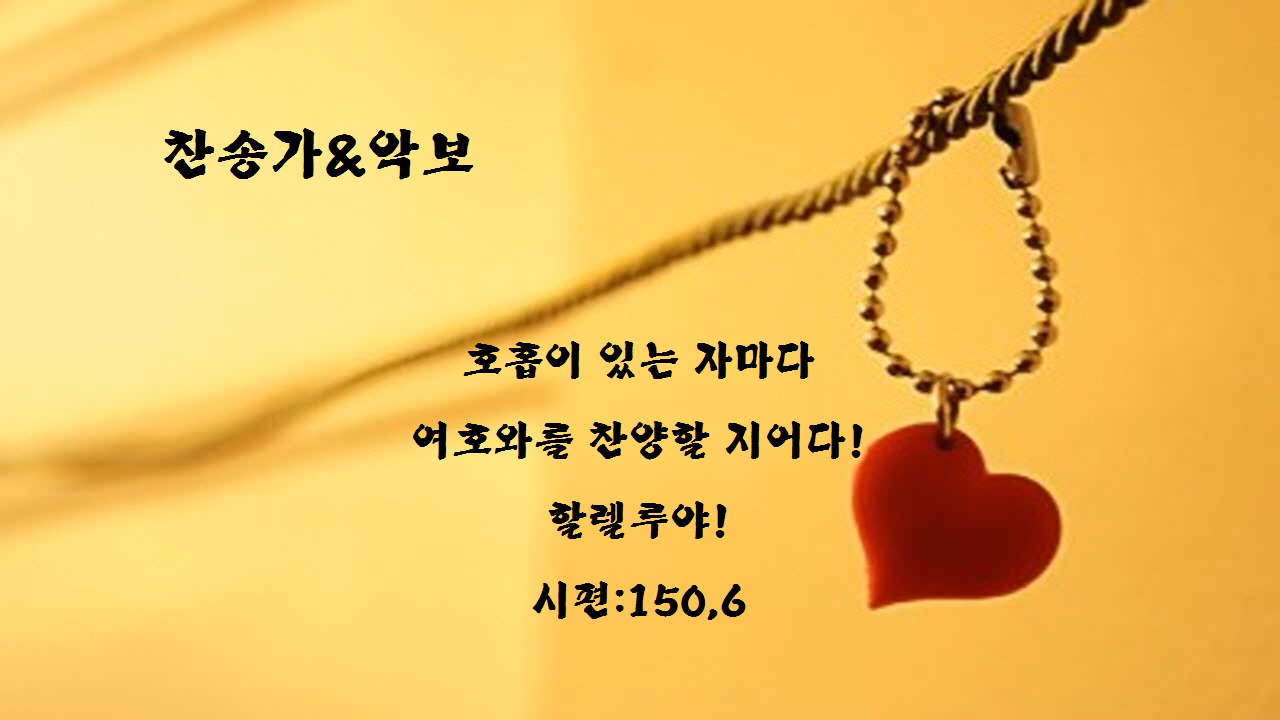 찬송가&악보
호흡이 있는 자마다
여호와를 찬양할 지어다!
할렐루야!
시편:150,6